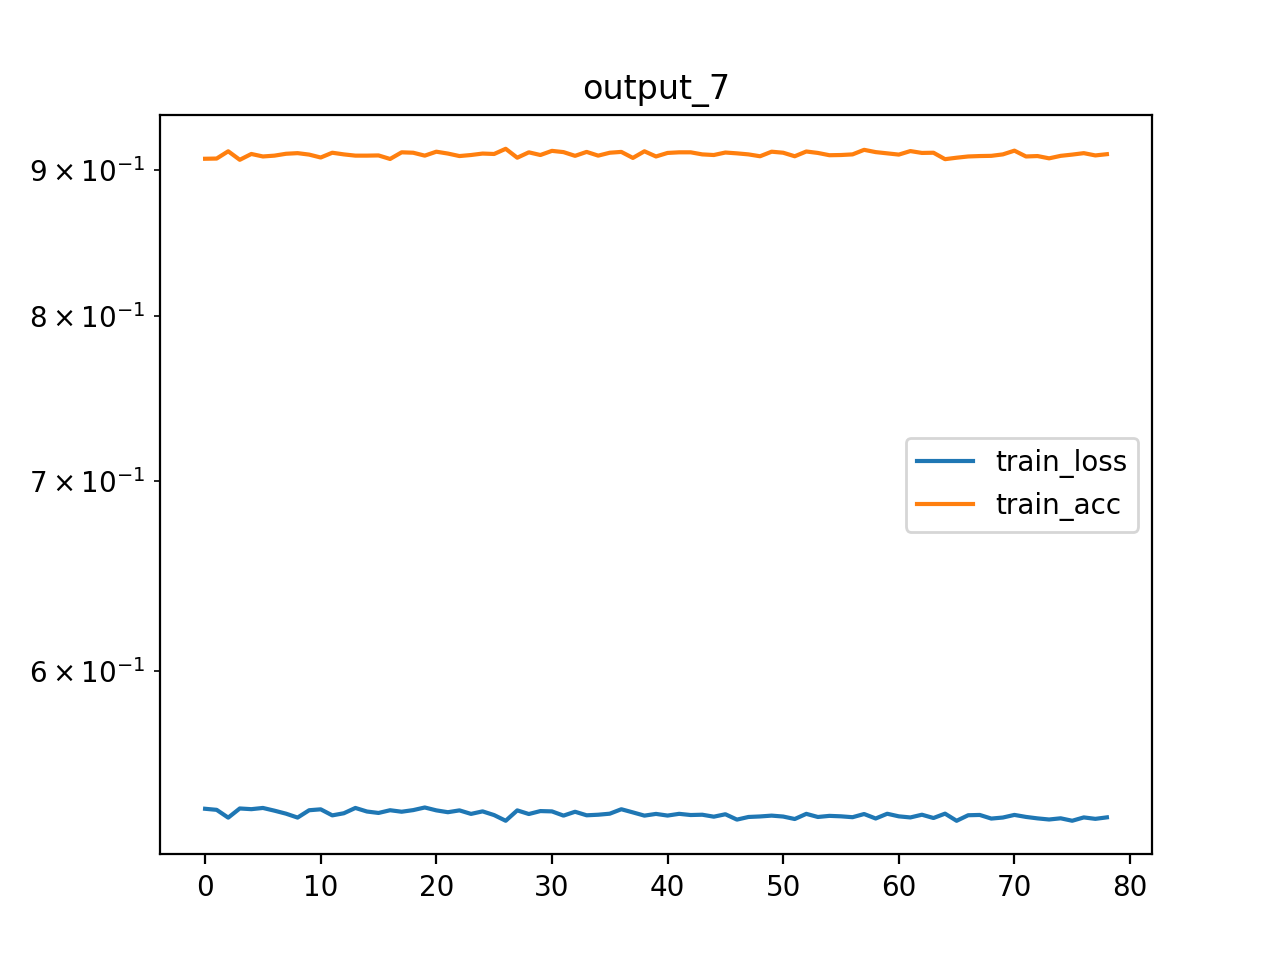 output_7
9 × 10⁻¹
8 × 10⁻¹
7 × 10⁻¹
6 × 10⁻¹
train_loss
train_acc
0 10 20 30 40 50 60 70 80